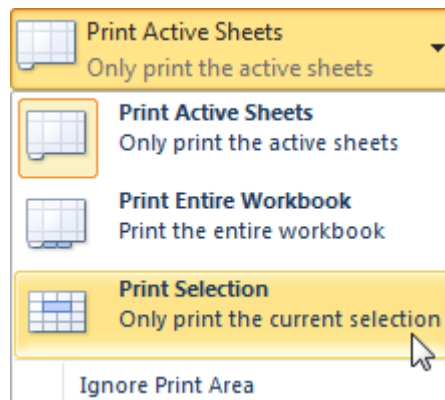 Print Active Sheets
Only print the active sheets
Print Active Sheets
Only print the active sheets
Print Entire Workbook
Print the entire workbook
Print Selection
Only print the current selection
Ignore Print Area